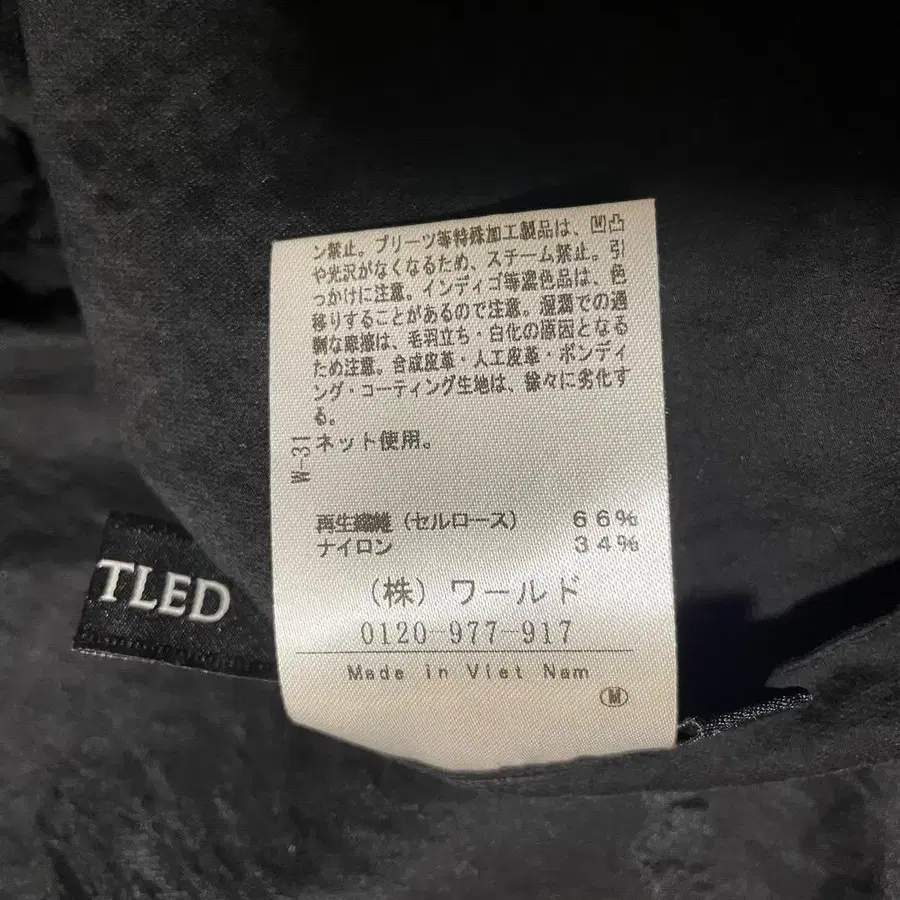 ン禁止。プリーツ等特殊加工製品は、凹凸
や光沢がなくなるため、スチーム禁止。引
っかけに注意。インディゴ等濃色品は、色
移りすることがあるので注意。湿潤での過
剰な摩擦は、毛羽立ち・白化の原因となる
ため注意。合成皮革・人工皮革・ボンディ
ング・コーティング生地は、徐々に劣化す
る。
ネット使用。
W-31
再生繊維（セルロース） 66%
ナイロン 34%
（株）ワールド
0120-977-917
Made in Viet Nam
M
TLED